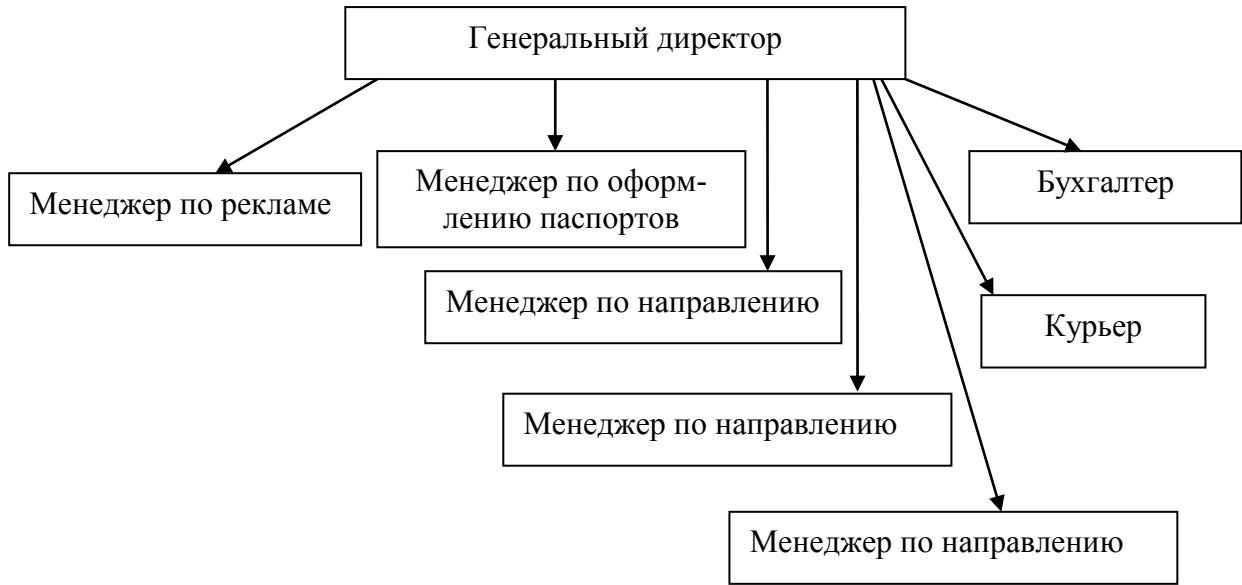 Генеральный директор
Менеджер по рекламе
Менеджер по оформ-
лению паспортов
Бухгалтер
Менеджер по направлению
Курьер
Менеджер по направлению
Менеджер по направлению